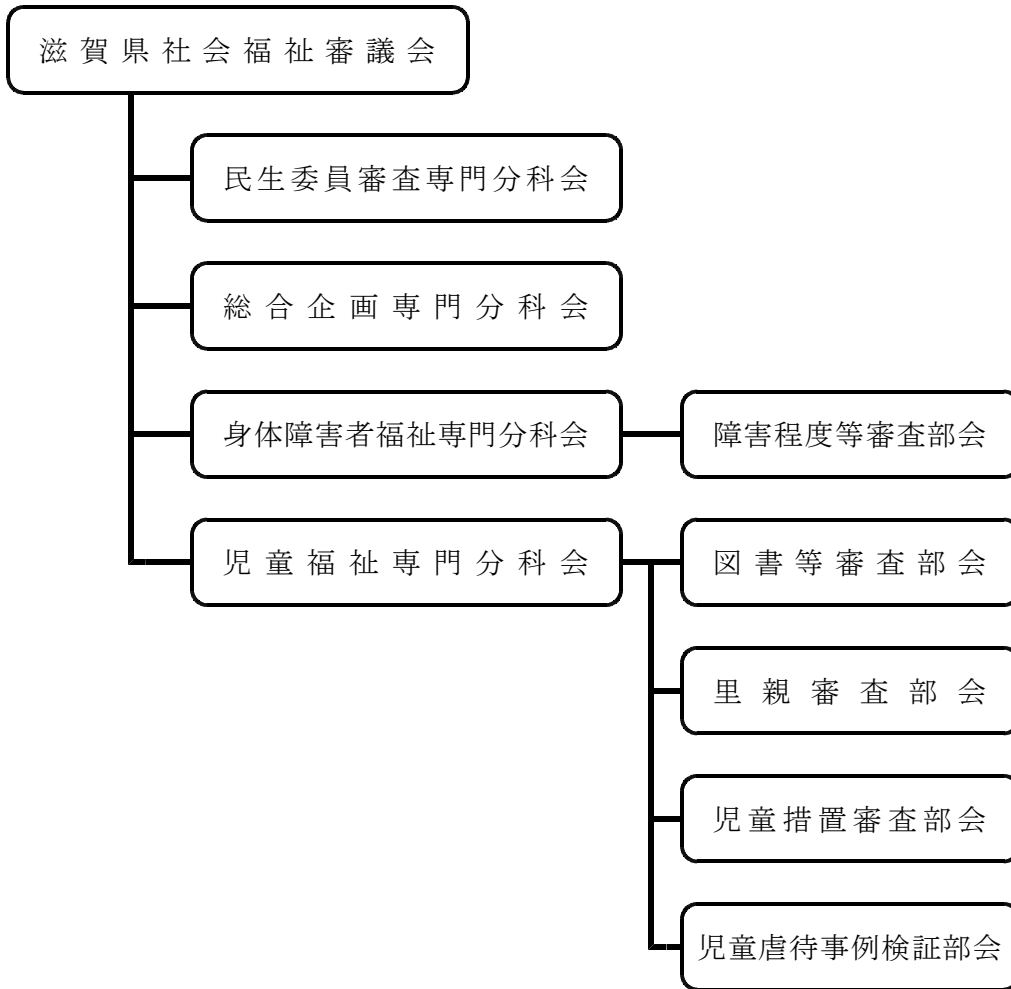 滋賀県社会福祉審議会
民生委員審査専門分科会
総合企画専門分科会
身体障害者福祉専門分科会
障害程度等審査部会
児童福祉専門分科会
図書等審査部会
里親審査部会
児童措置審査部会
児童虐待事例検証部会